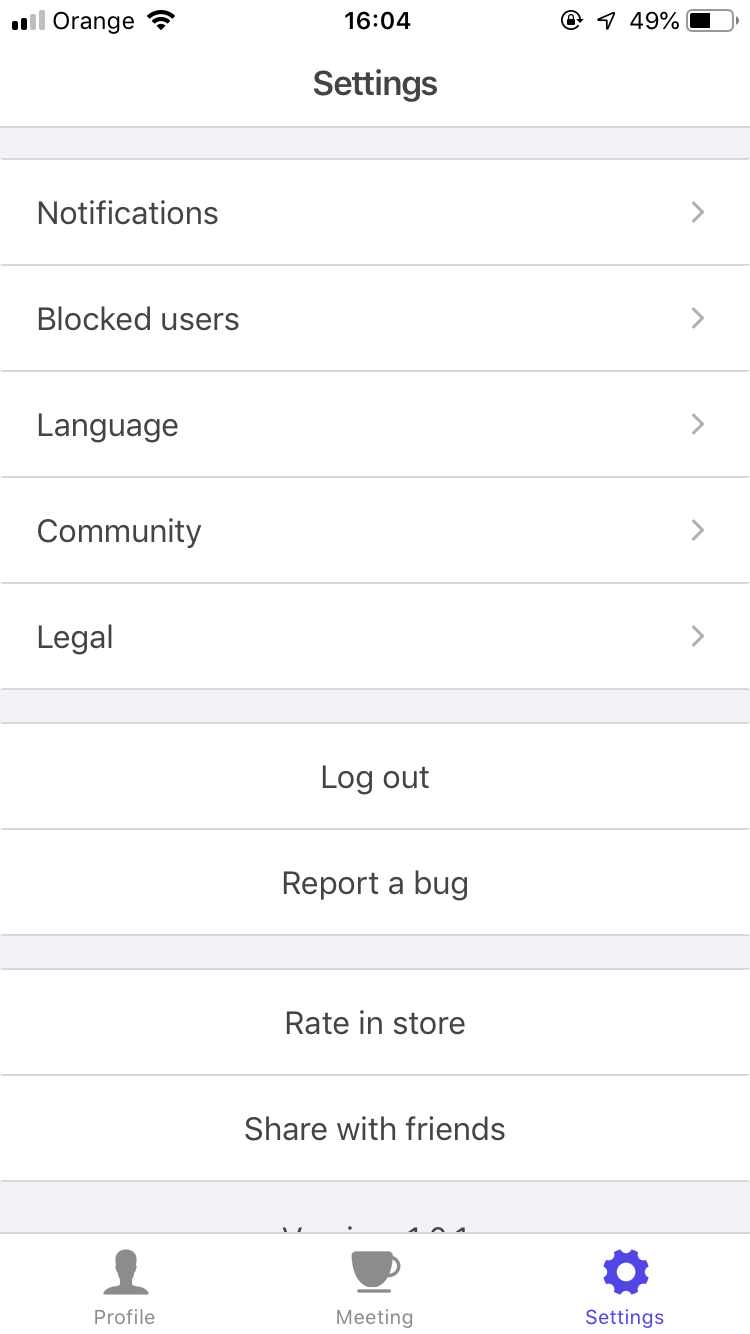 Orange 16:04 49%
Settings
Notifications
Blocked users
Language
Community
Legal
Log out
Report a bug
Rate in store
Share with friends
Profile Meeting Settings